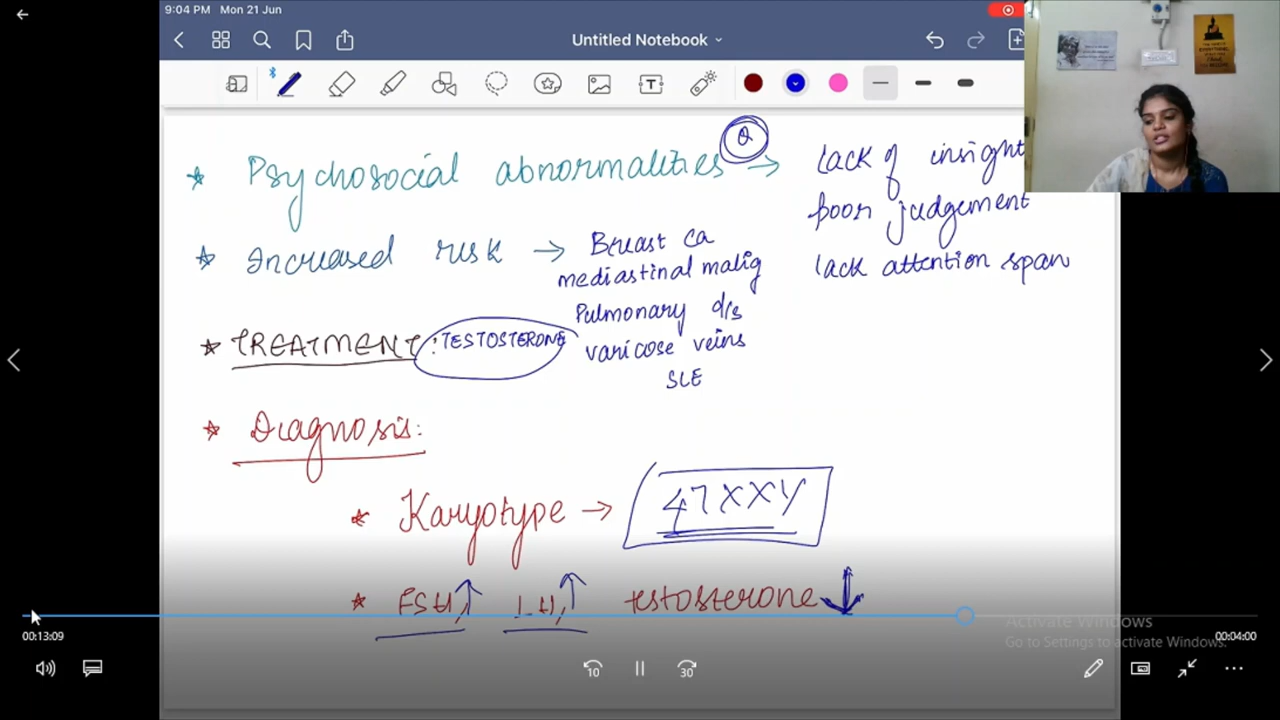 9:04 PM Mon 21 Jun
Untitled Notebook
T
Q
* Psychosocial abnormalities → lack of insight
poor judgement
lack attention span
* Increased risk → Breast ca
mediastinal malig
Pulmonary d/s
varicose veins
SLE
* TREATMENT : TESTOSTERONE
* Diagnosis:
* Karyotype → 47XXY
* FSH, ↑ LH, ↑ testosterone ↓
Activate Windows
Go to Settings to activate Windows.
00:13:09
00:04:00
10
30